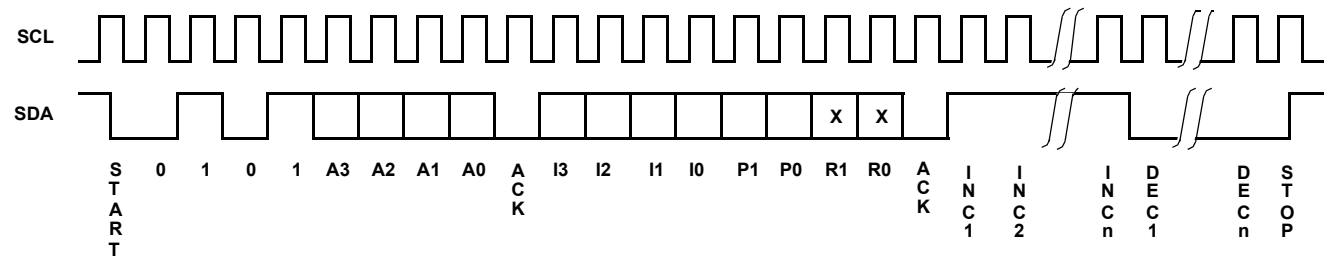 SCL
SDA
X X
START 0 1 0 1 A3 A2 A1 A0 ACK I3 I2 I1 I0 P1 P0 R1 R0 ACK INC1 INC2 INCn DEC1 DECn STOP